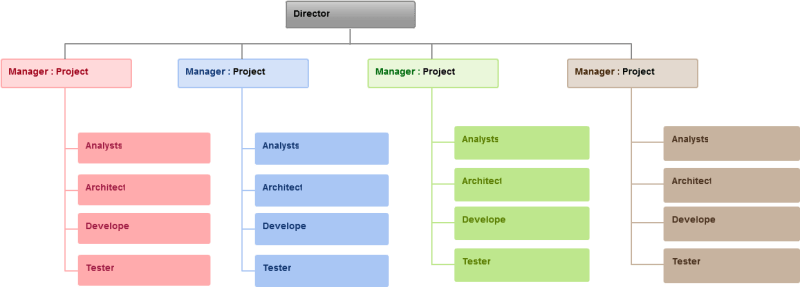 Director
Manager : Project
Manager : Project
Manager : Project
Manager : Project
Analysts
Analysts
Analysts
Analysts
Architect
Architect
Architect
Architect
Develope
Develope
Develope
Develope
Tester
Tester
Tester
Tester